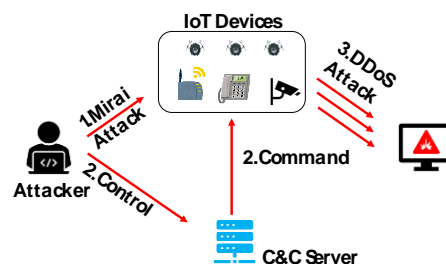 IoT Devices
1.Mirai
Attack
3.DDoS
Attack
</>
Attacker
2.Control
2.Command
C&C Server